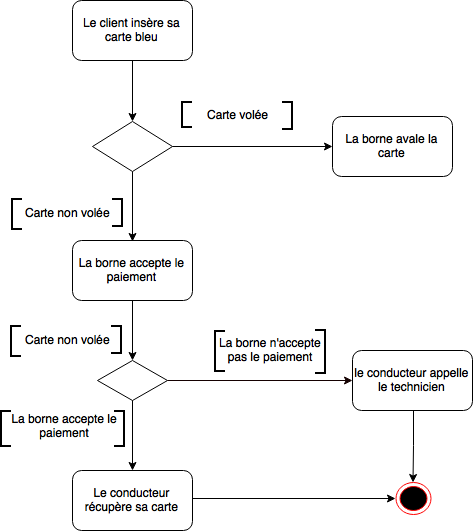 Le client insère sa
carte bleu
Carte volée
La borne avale la
carte
Carte non volée
La borne accepte le
paiement
Carte non volée
La borne n'accepte
pas le paiement
le conducteur appelle
le technicien
La borne accepte le
paiement
Le conducteur
récupère sa carte